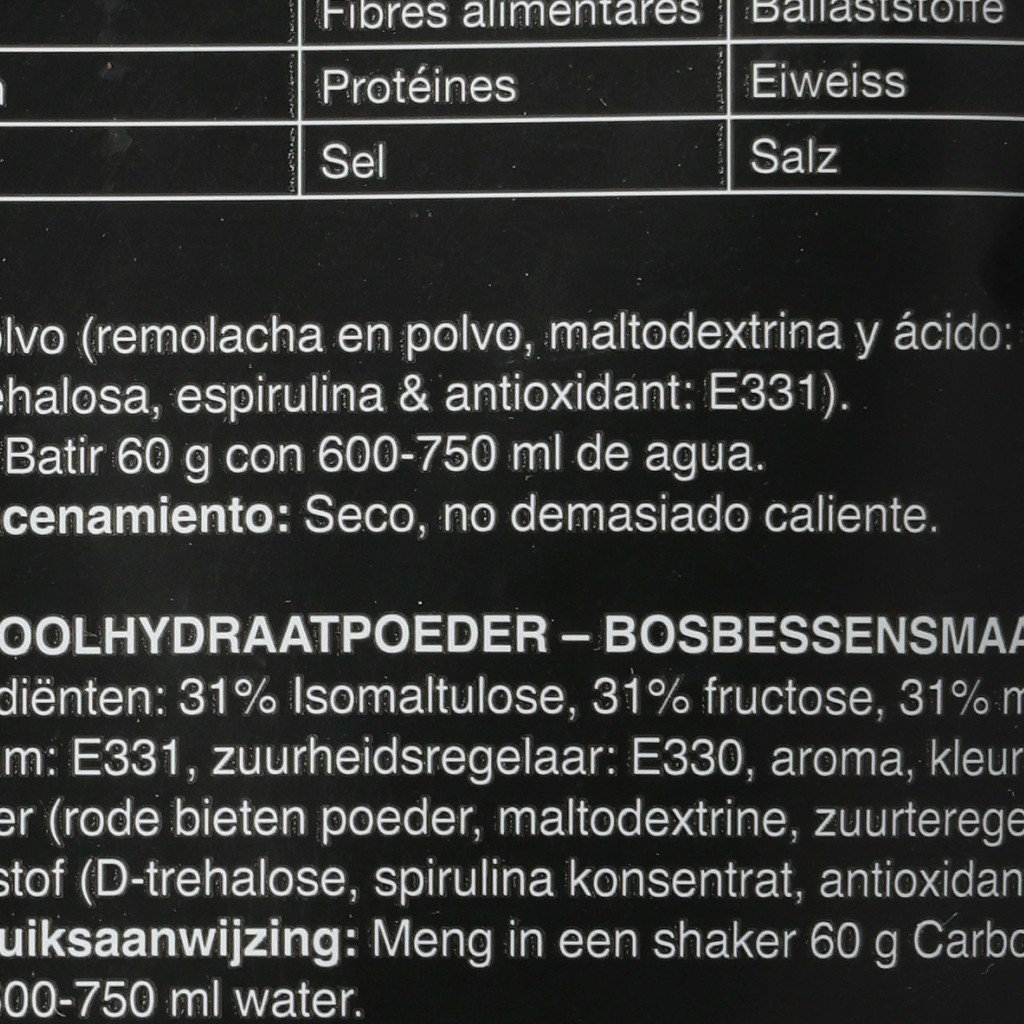 Fibres alimentares Ballaststoffe
Protéines Eiweiss
Sel Salz
olvo (remolacha en polvo, maltodextrina y ácido:
ehalosa, espirulina & antioxidant: E331).
Batir 60 g con 600-750 ml de agua.
cenamiento: Seco, no demasiado caliente.
OOLHYDRAATPOEDER – BOSBESSENSMAA
diënten: 31% Isomaltulose, 31% fructose, 31% m
m: E331, zuurheidsregelaar: E330, aroma, kleur
er (rode bieten poeder, maltodextrine, zuurterege
stof (D-trehalose, spirulina konsentrat, antioxidan
uiksaanwijzing: Meng in een shaker 60 g Carbo
600-750 ml water.